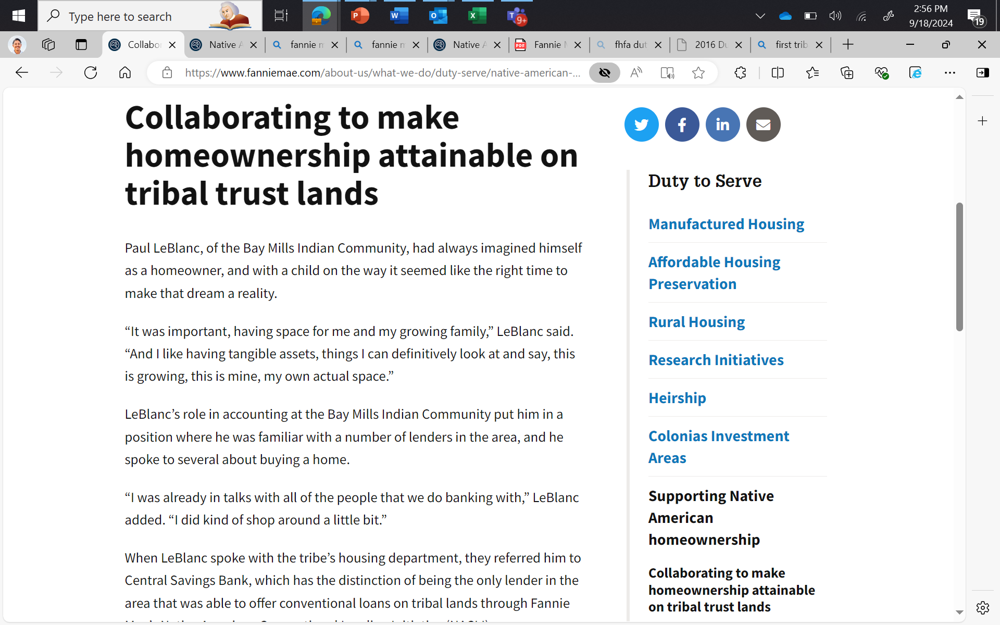 Type here to search
P
W
O
X
T
9+
2:56 PM
9/18/2024
19
Collabor
Native A
fannie m
fannie m
Native A
PDF
Fannie M
fhfa dut
2016 Du
first trib
https://www.fanniemae.com/about-us/what-we-do/duty-serve/native-american-...
Collaborating to make
homeownership attainable on
tribal trust lands
Paul LeBlanc, of the Bay Mills Indian Community, had always imagined himself
as a homeowner, and with a child on the way it seemed like the right time to
make that dream a reality.
“It was important, having space for me and my growing family,” LeBlanc said.
“And I like having tangible assets, things I can definitively look at and say, this
is growing, this is mine, my own actual space.”
LeBlanc’s role in accounting at the Bay Mills Indian Community put him in a
position where he was familiar with a number of lenders in the area, and he
spoke to several about buying a home.
“I was already in talks with all of the people that we do banking with,” LeBlanc
added. “I did kind of shop around a little bit.”
When LeBlanc spoke with the tribe’s housing department, they referred him to
Central Savings Bank, which has the distinction of being the only lender in the
area that was able to offer conventional loans on tribal lands through Fannie
Duty to Serve
Manufactured Housing
Affordable Housing
Preservation
Rural Housing
Research Initiatives
Heirship
Colonias Investment
Areas
Supporting Native
American
homeownership
Collaborating to make
homeownership attainable
on tribal trust lands